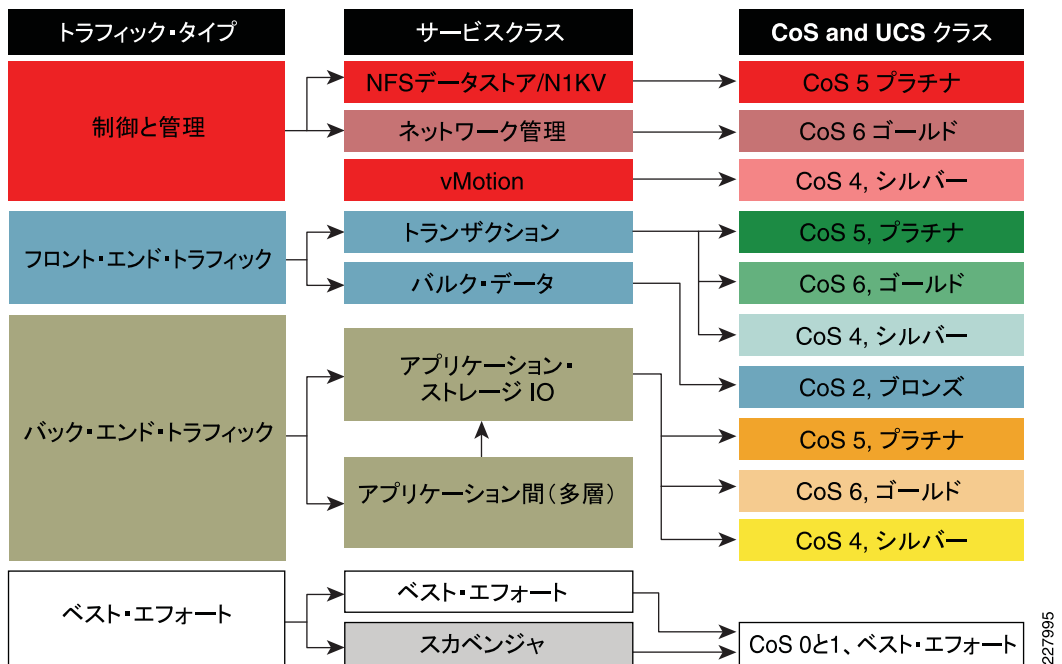 トラフィック・タイプ
サービスクラス
CoS and UCS クラス
制御と管理
NFSデータストア/N1KV
CoS 5 プラチナ
ネットワーク管理
CoS 6 ゴールド
vMotion
CoS 4, シルバー
フロント・エンド・トラフィック
トランザクション
CoS 5, プラチナ
バルク・データ
CoS 6, ゴールド
CoS 4, シルバー
CoS 2, ブロンズ
バック・エンド・トラフィック
アプリケーション・
ストレージ IO
アプリケーション間（多層）
CoS 5, プラチナ
CoS 6, ゴールド
CoS 4, シルバー
ベスト・エフォート
ベスト・エフォート
スカベンジャ
CoS 0と1、ベスト・エフォート
227995